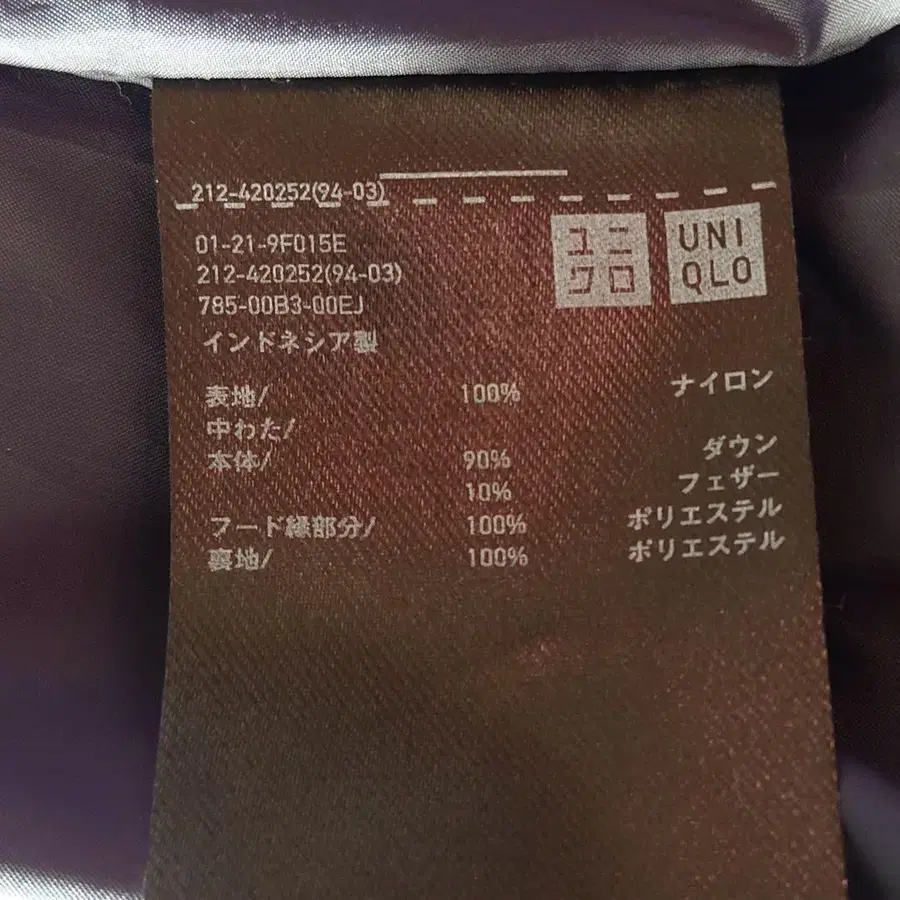 212-420252(94-03)
ユニ
クロ
UNI
QLO
01-21-9F015E
212-420252(94-03)
785-00B3-00EJ
インドネシア製
表地/ 100% ナイロン
中わた/
本体/ 90% ダウン
10% フェザー
フード縁部分/ 100% ポリエステル
裏地/ 100% ポリエステル